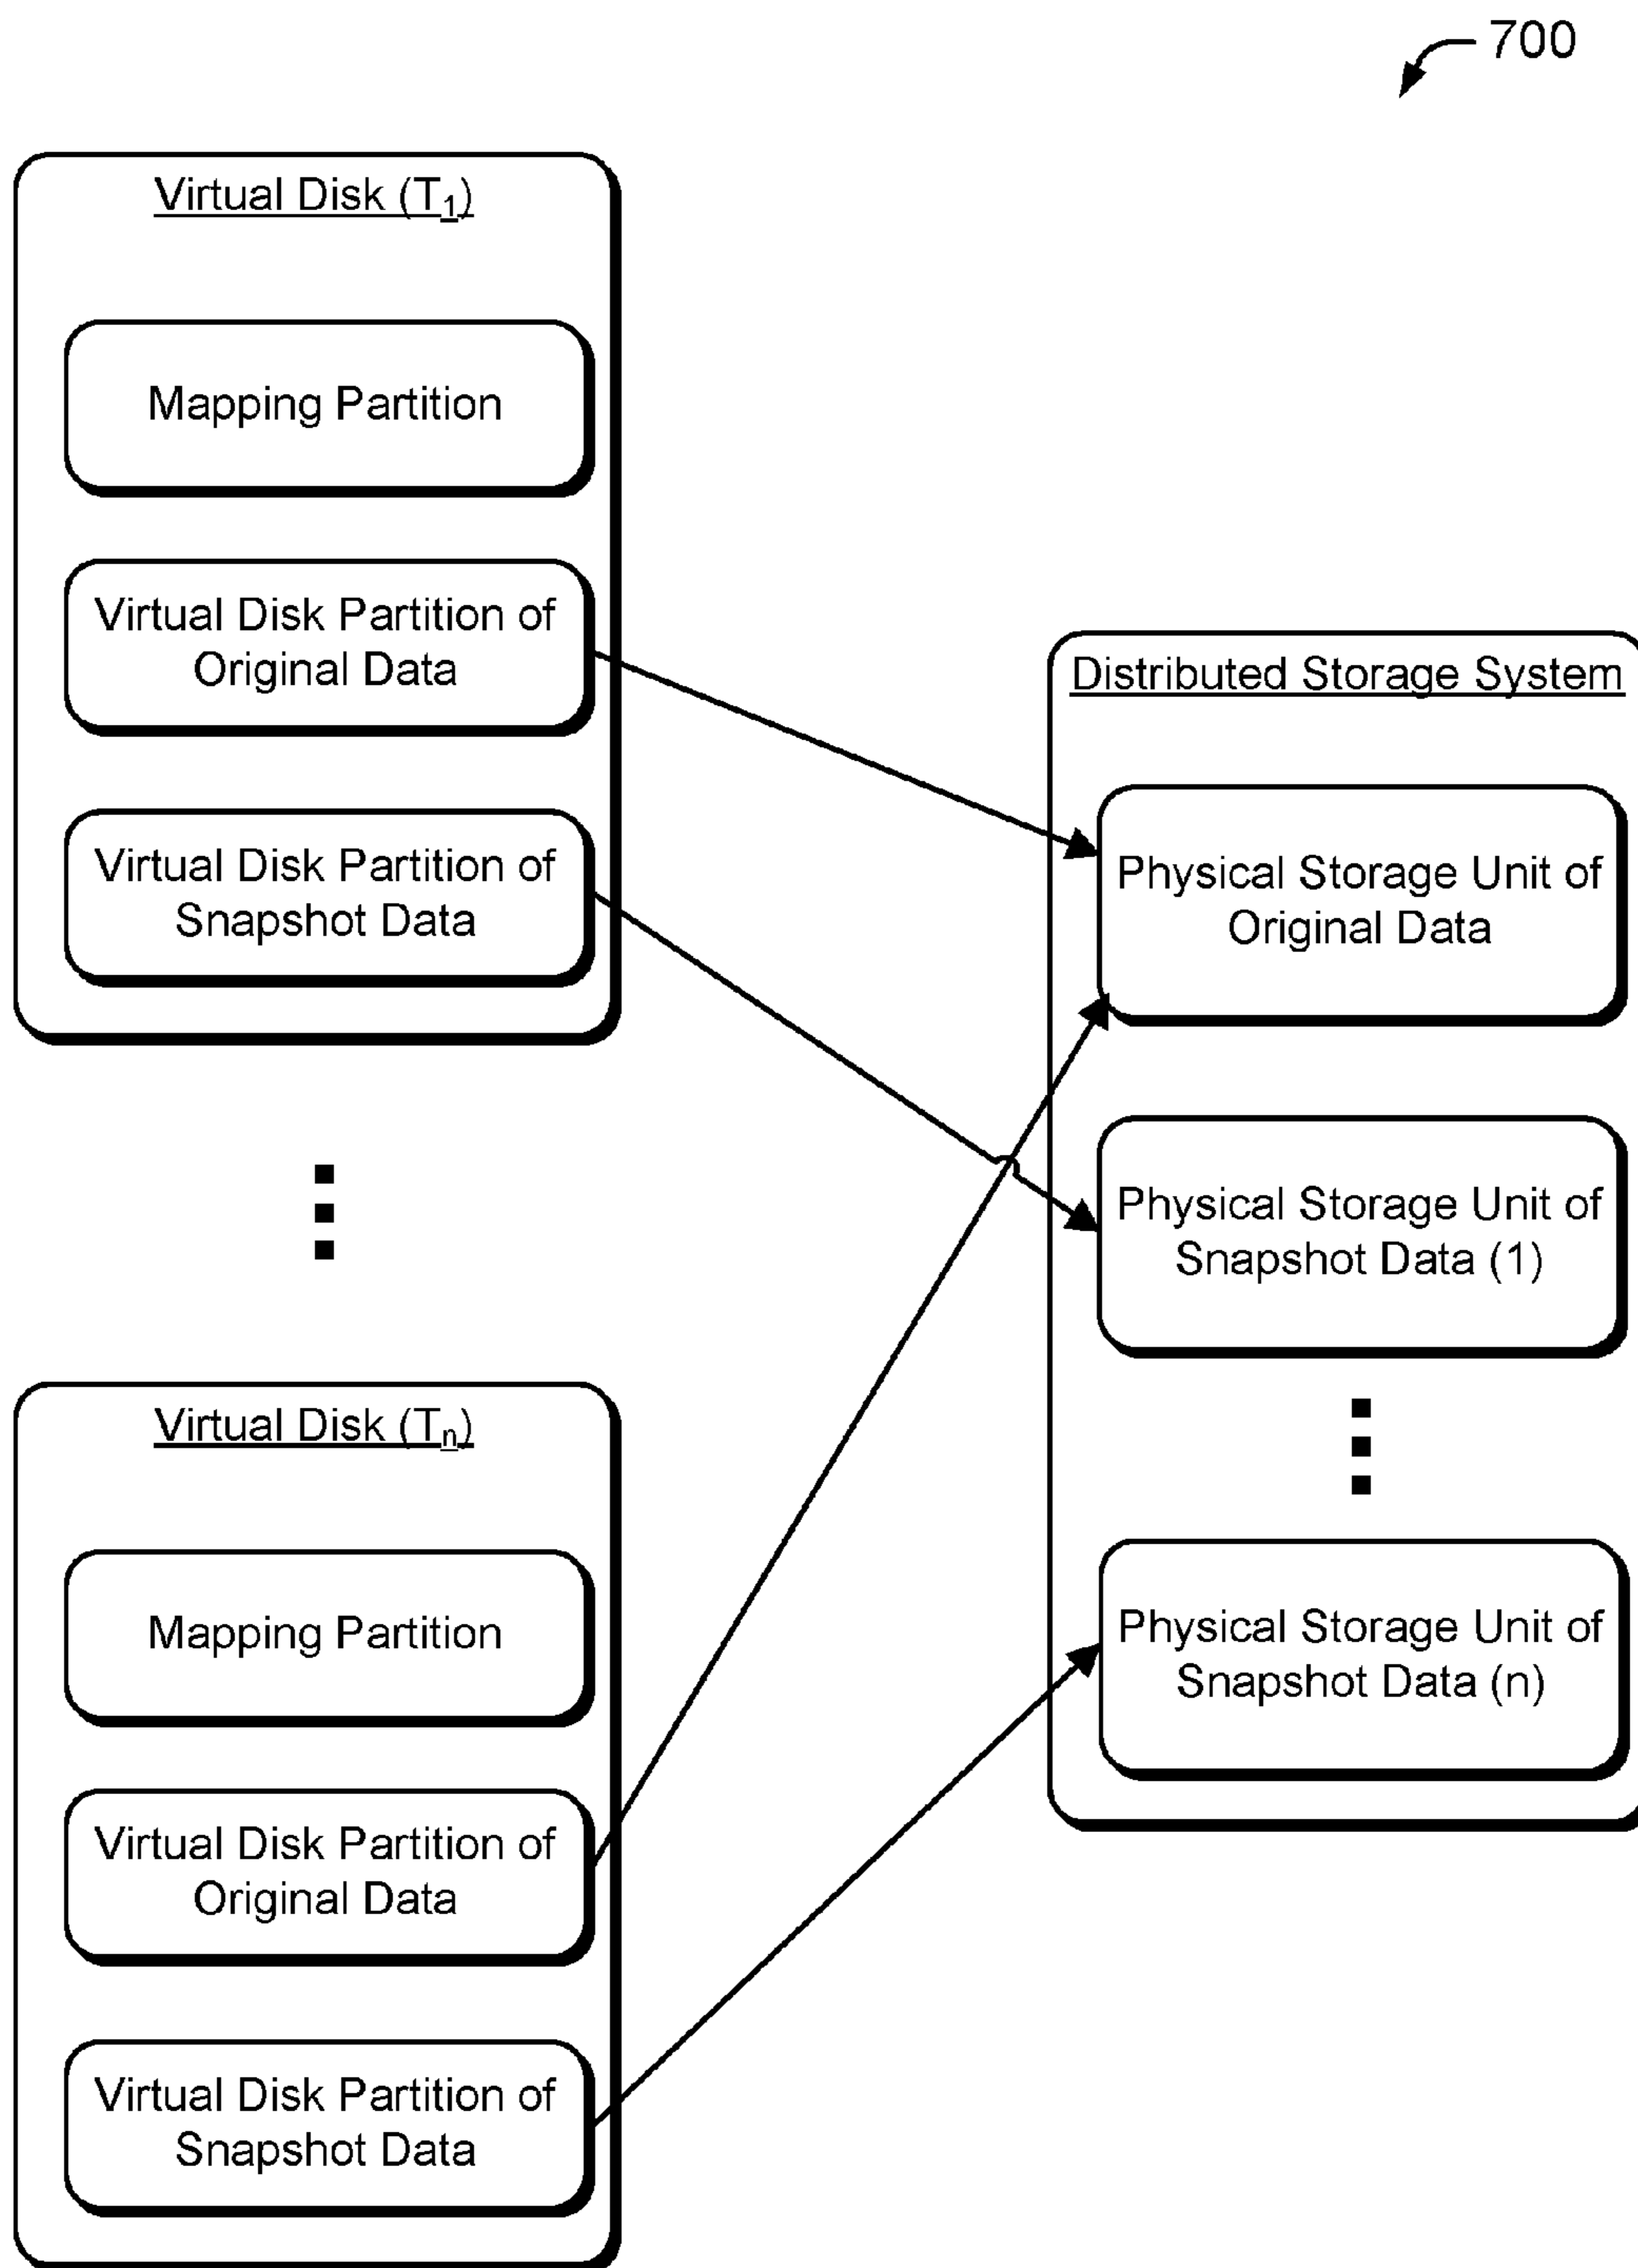 700
Virtual Disk (T1)
Mapping Partition
Virtual Disk Partition of
Original Data
Virtual Disk Partition of
Snapshot Data
Virtual Disk (Tn)
Mapping Partition
Virtual Disk Partition of
Original Data
Virtual Disk Partition of
Snapshot Data
Distributed Storage System
Physical Storage Unit of
Original Data
Physical Storage Unit of
Snapshot Data (1)
Physical Storage Unit of
Snapshot Data (n)